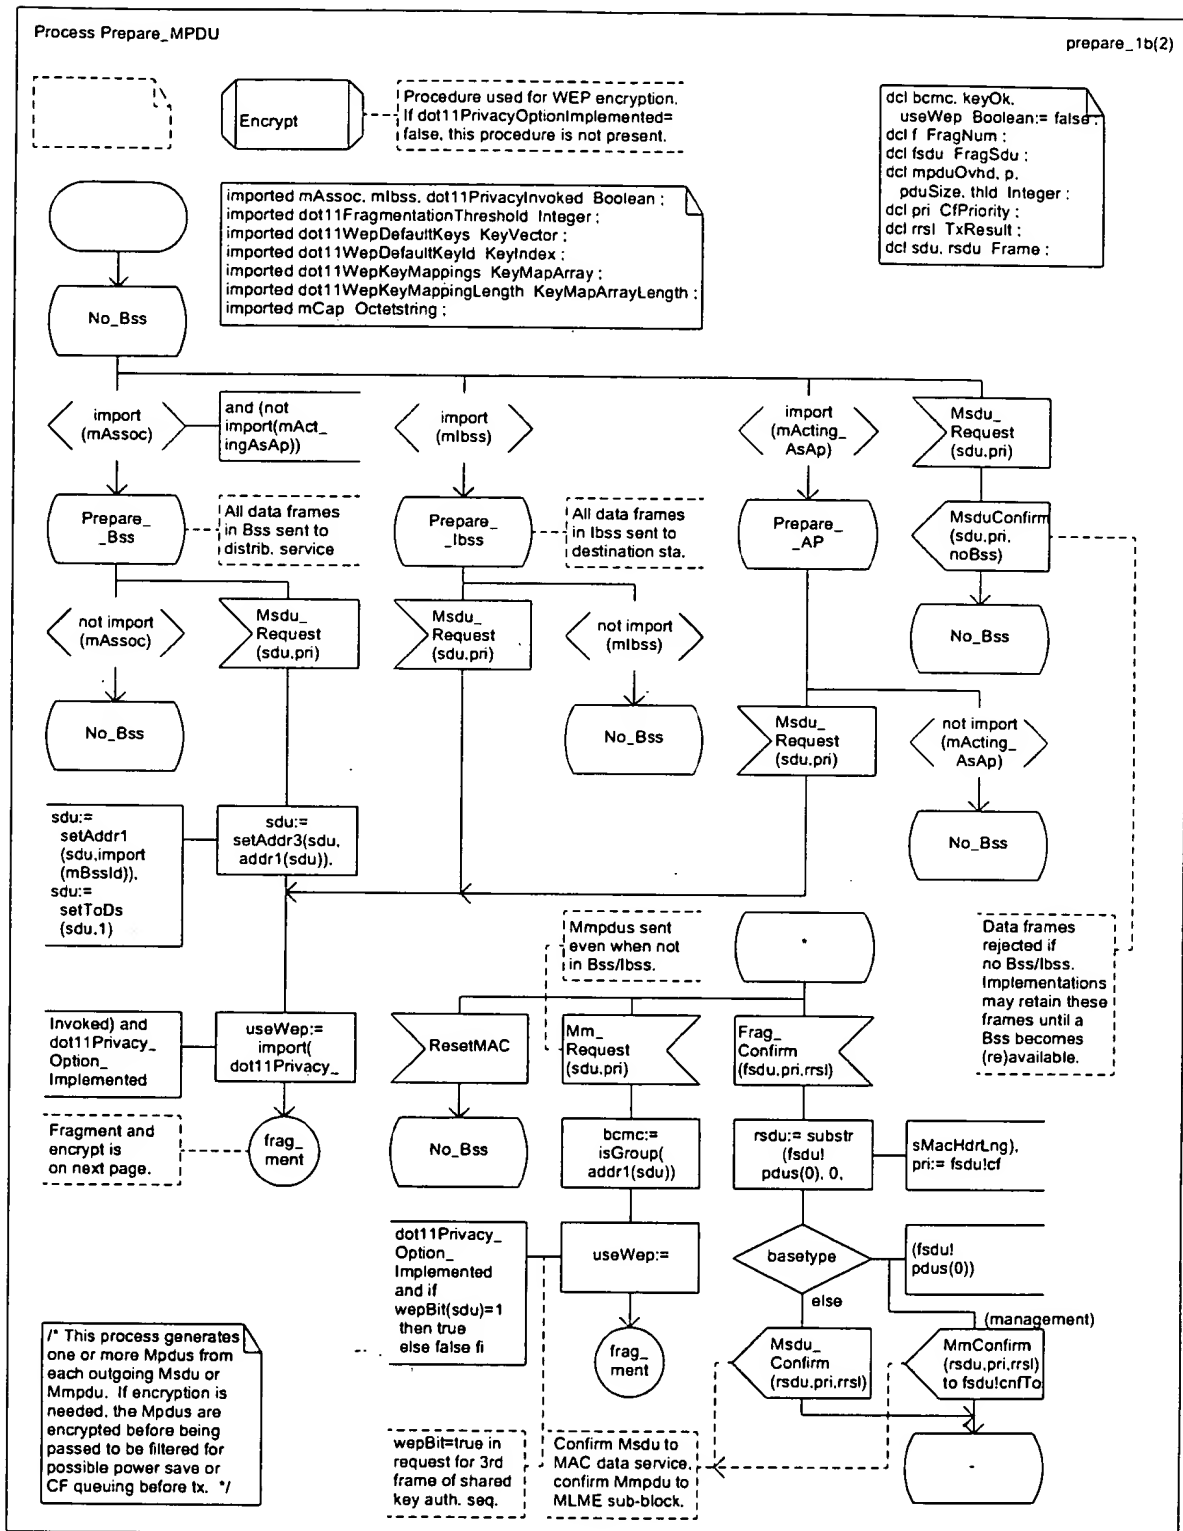 Process Prepare_MPDU
prepare_1b(2)
Encrypt
Procedure used for WEP encryption.
If dot11PrivacyOptionImplemented=
false, this procedure is not present.
dcl bcmc, keyOk,
useWep Boolean:= false ;
dcl f FragNum ;
dcl fsdu FragSdu ;
dcl mpduOvhd, p,
pduSize, thld Integer ;
dcl pri CfPriority ;
dcl rrsl TxResult ;
dcl sdu, rsdu Frame ;
imported mAssoc, mIbss, dot11PrivacyInvoked Boolean ;
imported dot11FragmentationThreshold Integer ;
imported dot11WepDefaultKeys KeyVector ;
imported dot11WepDefaultKeyId KeyIndex ;
imported dot11WepKeyMappings KeyMapArray ;
imported dot11WepKeyMappingLength KeyMapArrayLength ;
imported mCap Octetstring ;
No_Bss
import
(mAssoc)
and (not
import(mAct_
ingAsAp))
import
(mIbss)
import
(mActing_
AsAp)
Msdu_
Request
(sdu,pri)
Prepare_
_Bss
All data frames
in Bss sent to
distrib. service
Prepare_
_Ibss
All data frames
in Ibss sent to
destination sta.
Prepare_
_AP
MsduConfirm
(sdu,pri,
noBss)
not import
(mAssoc)
Msdu_
Request
(sdu,pri)
Msdu_
Request
(sdu,pri)
not import
(mIbss)
No_Bss
No_Bss
No_Bss
Msdu_
Request
(sdu,pri)
not import
(mActing_
AsAp)
No_Bss
sdu:=
setAddr1
(sdu,import
(mBssId)),
sdu:=
setToDs
(sdu,1)
sdu:=
setAddr3(sdu,
addr1(sdu)),
Mmpdus sent
even when not
in Bss/Ibss.
*
Data frames
rejected if
no Bss/Ibss.
Implementations
may retain these
frames until a
Bss becomes
(re)available.
Invoked) and
dot11Privacy_
Option_
Implemented
useWep:=
import(
dot11Privacy_
ResetMAC
Mm_
Request
(sdu,pri)
Frag_
Confirm
(fsdu,pri,rrsl)
Fragment and
encrypt is
on next page.
frag_
ment
No_Bss
bcmc:=
isGroup(
addr1(sdu))
rsdu:= substr
(fsdu!
pdus(0), 0,
sMacHdrLng),
pri:= fsdu!cf
dot11Privacy_
Option_
Implemented
and if
wepBit(sdu)=1
then true
else false fi
useWep:=
basetype
(fsdu!
pdus(0))
else
(management)
/* This process generates
one or more Mpdus from
each outgoing Msdu or
Mmpdu. If encryption is
needed, the Mpdus are
encrypted before being
passed to be filtered for
possible power save or
CF queuing before tx. */
frag_
ment
Msdu_
Confirm
(rsdu,pri,rrsl)
MmConfirm
(rsdu,pri,rrsl)
to fsdu!cnfTo
wepBit=true in
request for 3rd
frame of shared
key auth. seq.
Confirm Msdu to
MAC data service,
confirm Mmpdu to
MLME sub-block.
-